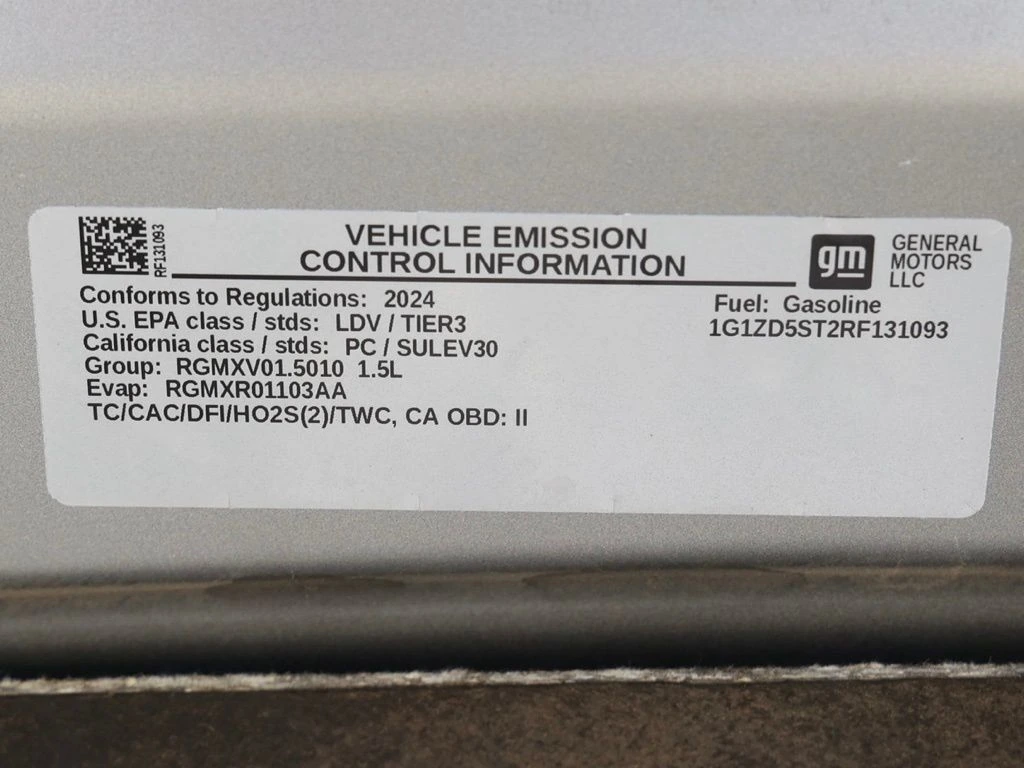 RF131093
VEHICLE EMISSION
CONTROL INFORMATION
gm
GENERAL
MOTORS
LLC
Conforms to Regulations: 2024
U.S. EPA class / stds: LDV / TIER3
California class / stds: PC / SULEV30
Group: RGMXV01.5010 1.5L
Evap: RGMXR01103AA
TC/CAC/DFI/HO2S(2)/TWC, CA OBD: II
Fuel: Gasoline
1G1ZD5ST2RF131093